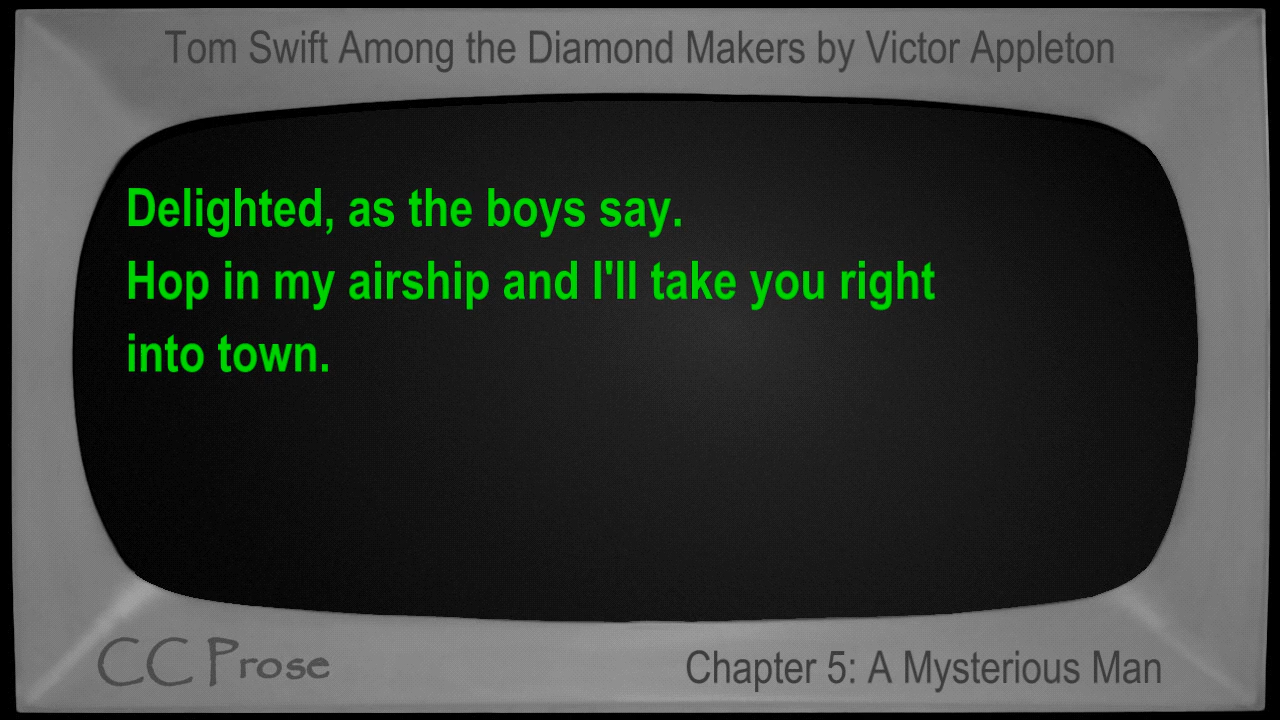 Tom Swift Among the Diamond Makers by Victor Appleton
Delighted, as the boys say.
Hop in my airship and I'll take you right
into town.
CC Prose
Chapter 5: A Mysterious Man